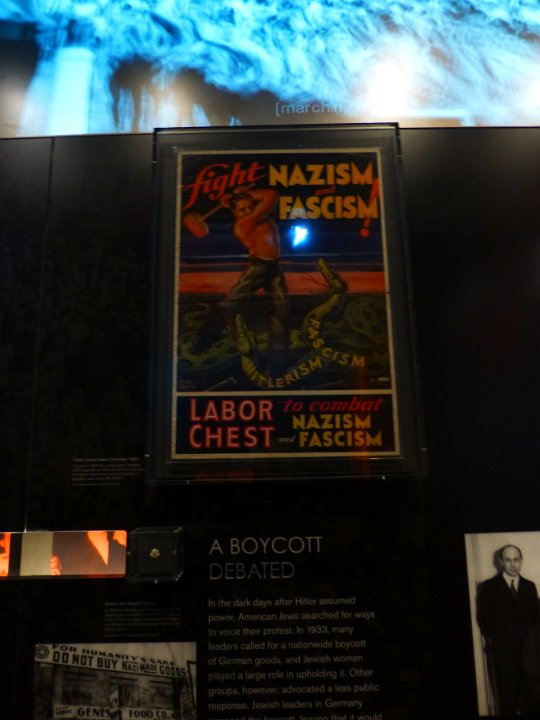 [marching
fight NAZISM
and
FASCISM!
HITLERISM
FASCISM
LABOR
CHEST
to combat
NAZISM
and FASCISM
A BOYCOTT
DEBATED
In the dark days after Hitler assumed
power, American Jews searched for ways
to voice their protest. In 1933, many
leaders called for a nationwide boycott
of German goods, and Jewish women
played a large role in upholding it. Other
groups, however, advocated a less public
response. Jewish leaders in Germany
opposed the boycott, fearing that it would
FOR HUMANITY'S SAKE
DO NOT BUY NAZI MADE GOODS
GENES FOOD CO.